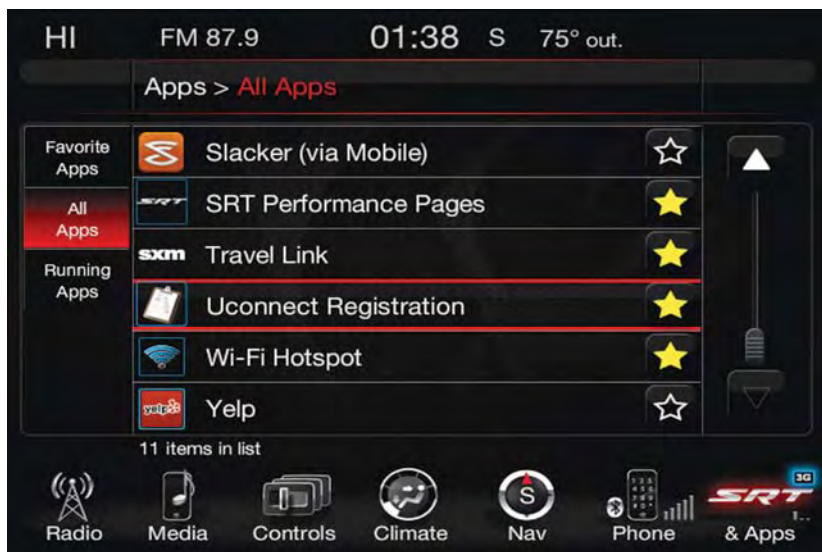 HI FM 87.9 01:38 S 75° out.
Apps > All Apps
Favorite
Apps
All
Apps
Running
Apps
Slacker (via Mobile)
SRT SRT Performance Pages
sxm Travel Link
Uconnect Registration
Wi-Fi Hotspot
yelp Yelp
11 items in list
S
3G
SRT
1..
Radio Media Controls Climate Nav Phone & Apps